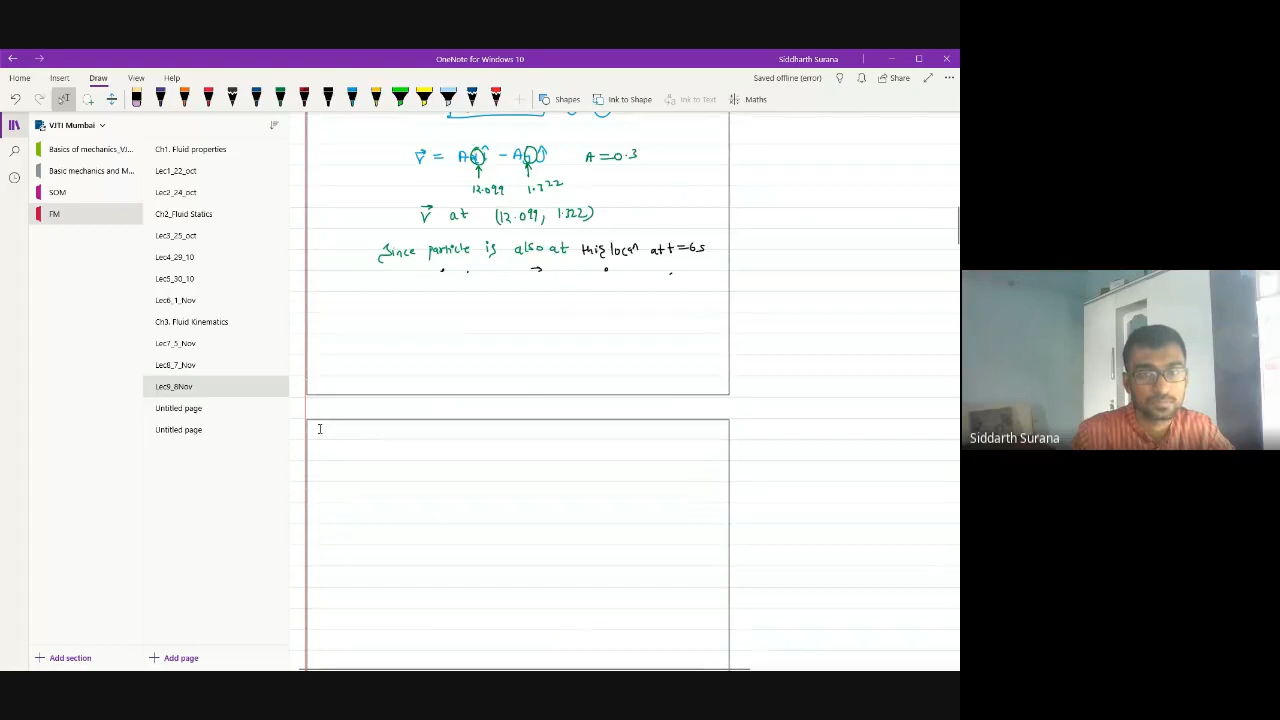 OneNote for Windows 10
Siddharth Surana
Home Insert Draw View Help
Saved offline (error)
Share
Shapes
Ink to Shape
Ink to Text
Maths
VJTI Mumbai
Basics of mechanics_VJ...
Basic mechanics and M...
SOM
FM
Ch1. Fluid properties
Lec1_22_oct
Lec2_24_oct
Ch2_Fluid Statics
Lec3_25_oct
Lec4_29_10
Lec5_30_10
Lec6_1_Nov
Ch3. Fluid Kinematics
Lec7_5_Nov
Lec8_7_Nov
Lec9_8Nov
Untitled page
Untitled page
Add section
Add page
A = 0.3
12.099 1.322
V⃗ at (12.099, 1.322)
Since particle is also at this locaⁿ at t=6s
Siddarth Surana